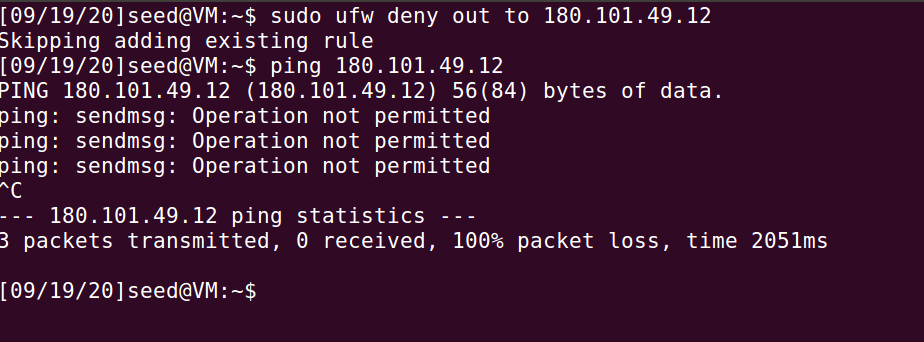 [09/19/20]seed@VM:~$ sudo ufw deny out to 180.101.49.12
Skipping adding existing rule
[09/19/20]seed@VM:~$ ping 180.101.49.12
PING 180.101.49.12 (180.101.49.12) 56(84) bytes of data.
ping: sendmsg: Operation not permitted
ping: sendmsg: Operation not permitted
ping: sendmsg: Operation not permitted
^C
--- 180.101.49.12 ping statistics ---
3 packets transmitted, 0 received, 100% packet loss, time 2051ms
[09/19/20]seed@VM:~$